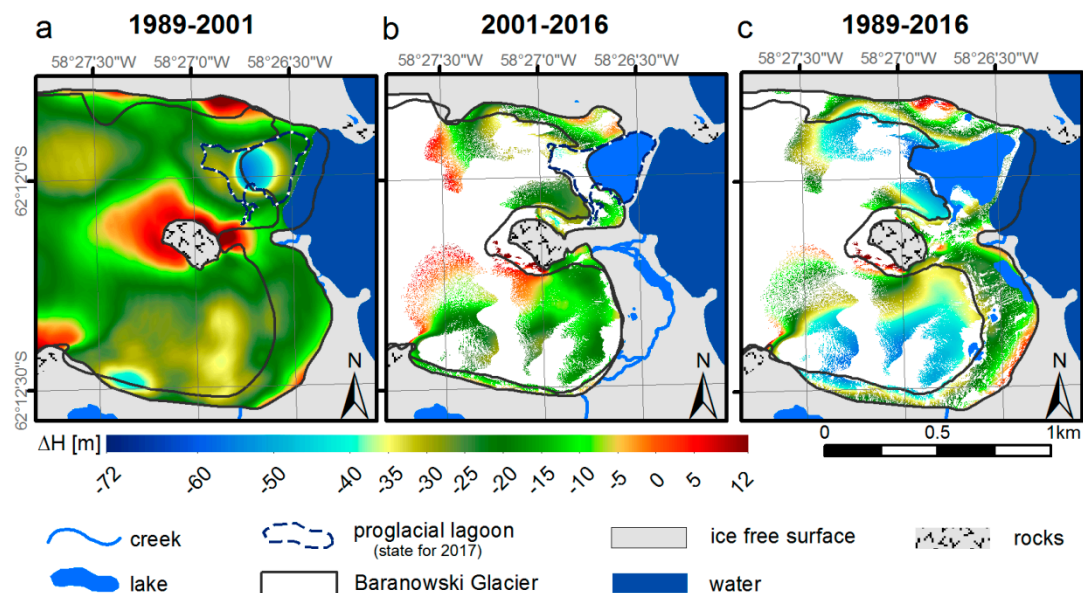 a 1989-2001 b 2001-2016 c 1989-2016
58°27'30"W 58°27'0"W 58°26'30"W 58°27'30"W 58°27'0"W 58°26'30"W 58°27'30"W 58°27'0"W 58°26'30"W
62°12'0"S
62°12'30"S
N N N
ΔH [m]
-72 -60 -50 -40 -35 -30 -25 -20 -15 -10 -5 0 5 12
0 0.5 1km
creek proglacial lagoon ice free surface rocks
(state for 2017)
lake Baranowski Glacier water